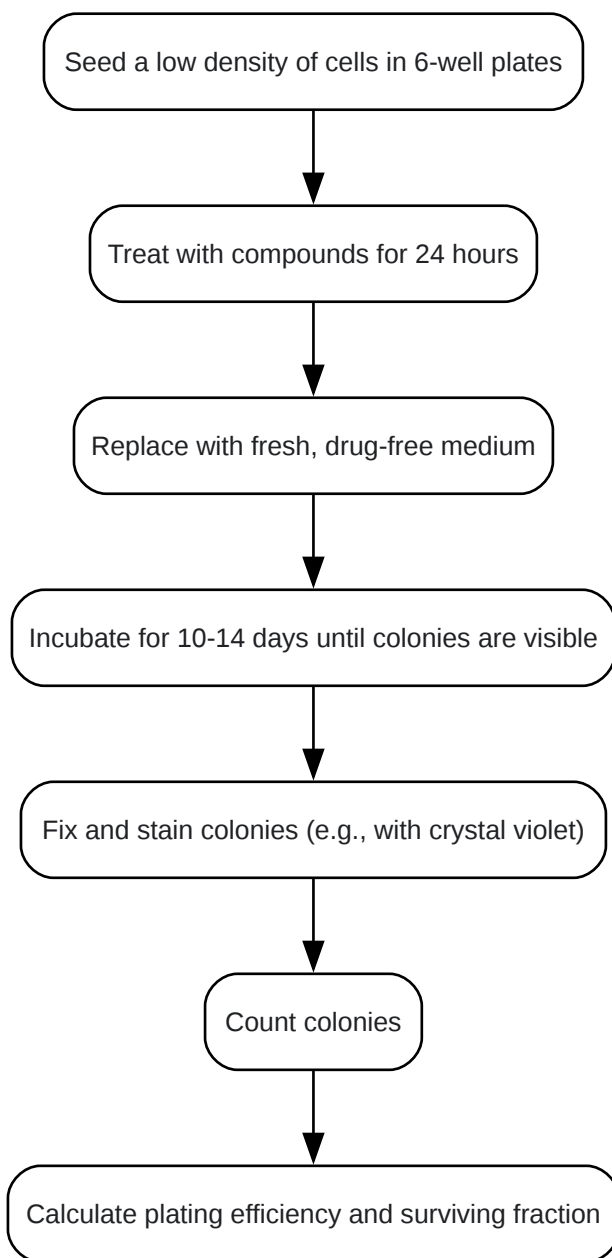 Seed a low density of cells in 6-well plates
Treat with compounds for 24 hours
Replace with fresh, drug-free medium
Incubate for 10-14 days until colonies are visible
Fix and stain colonies (e.g., with crystal violet)
Count colonies
Calculate plating efficiency and surviving fraction